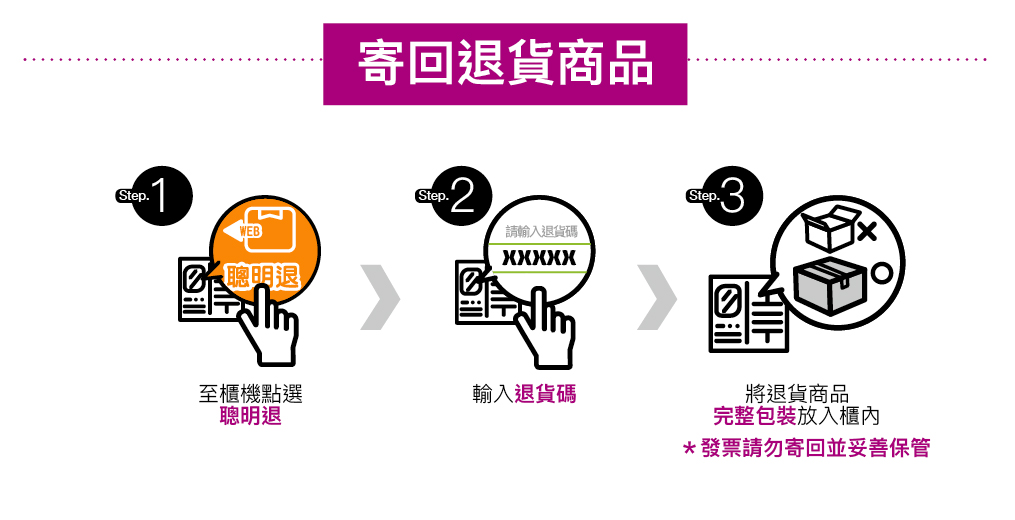 寄回退貨商品
Step.1
WEB
聰明退
至櫃機點選
聰明退
Step.2
請輸入退貨碼
XXXXX
輸入退貨碼
Step.3
將退貨商品
完整包裝放入櫃內
＊發票請勿寄回並妥善保管